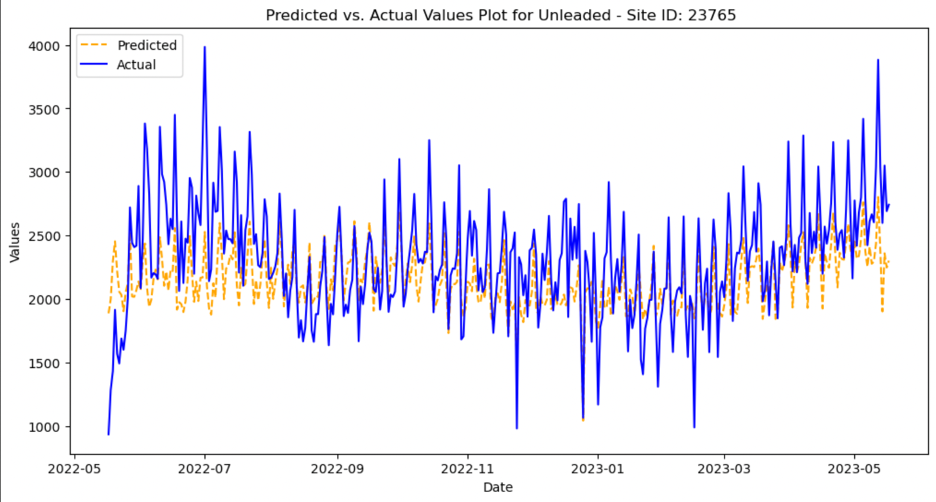 Predicted vs. Actual Values Plot for Unleaded - Site ID: 23765
Predicted
Actual
4000
3500
3000
2500
2000
1500
1000
Values
2022-05
2022-07
2022-09
2022-11
2023-01
2023-03
2023-05
Date